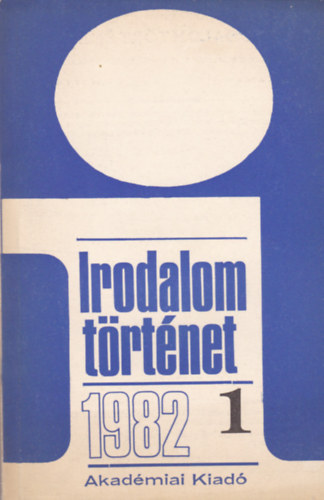 Irodalom
történet
1982 1
Akadémiai Kiadó